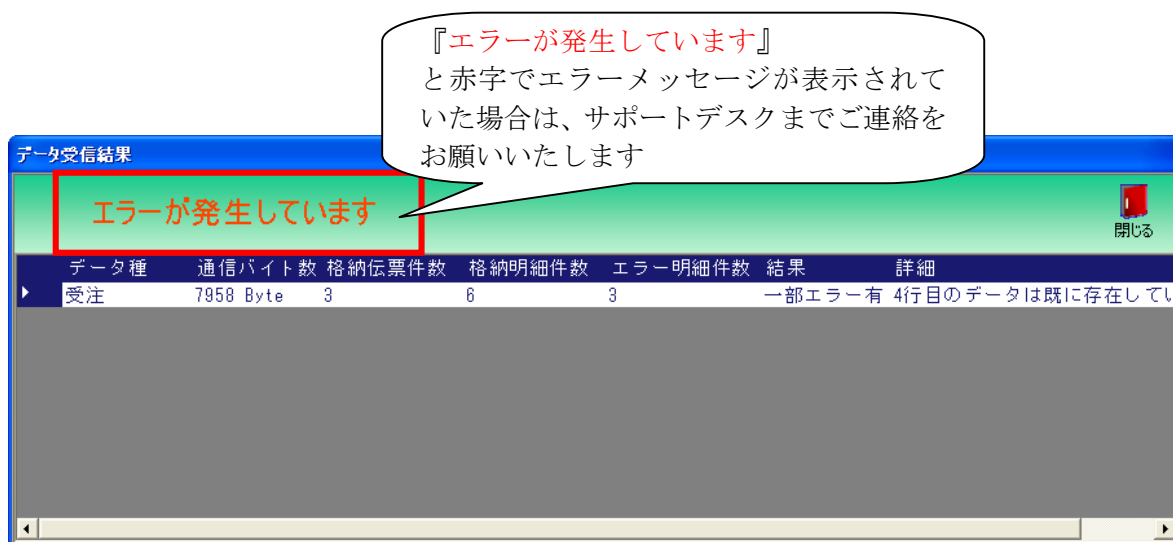 『エラーが発生しています』
と赤字でエラーメッセージが表示されて
いた場合は、サポートデスクまでご連絡を
お願いいたします
データ受信結果
エラーが発生しています
閉じる
データ種 通信バイト数 格納伝票件数 格納明細件数 エラー明細件数 結果 詳細
受注 7958 Byte 3 6 3 一部エラー有 4行目のデータは既に存在してい